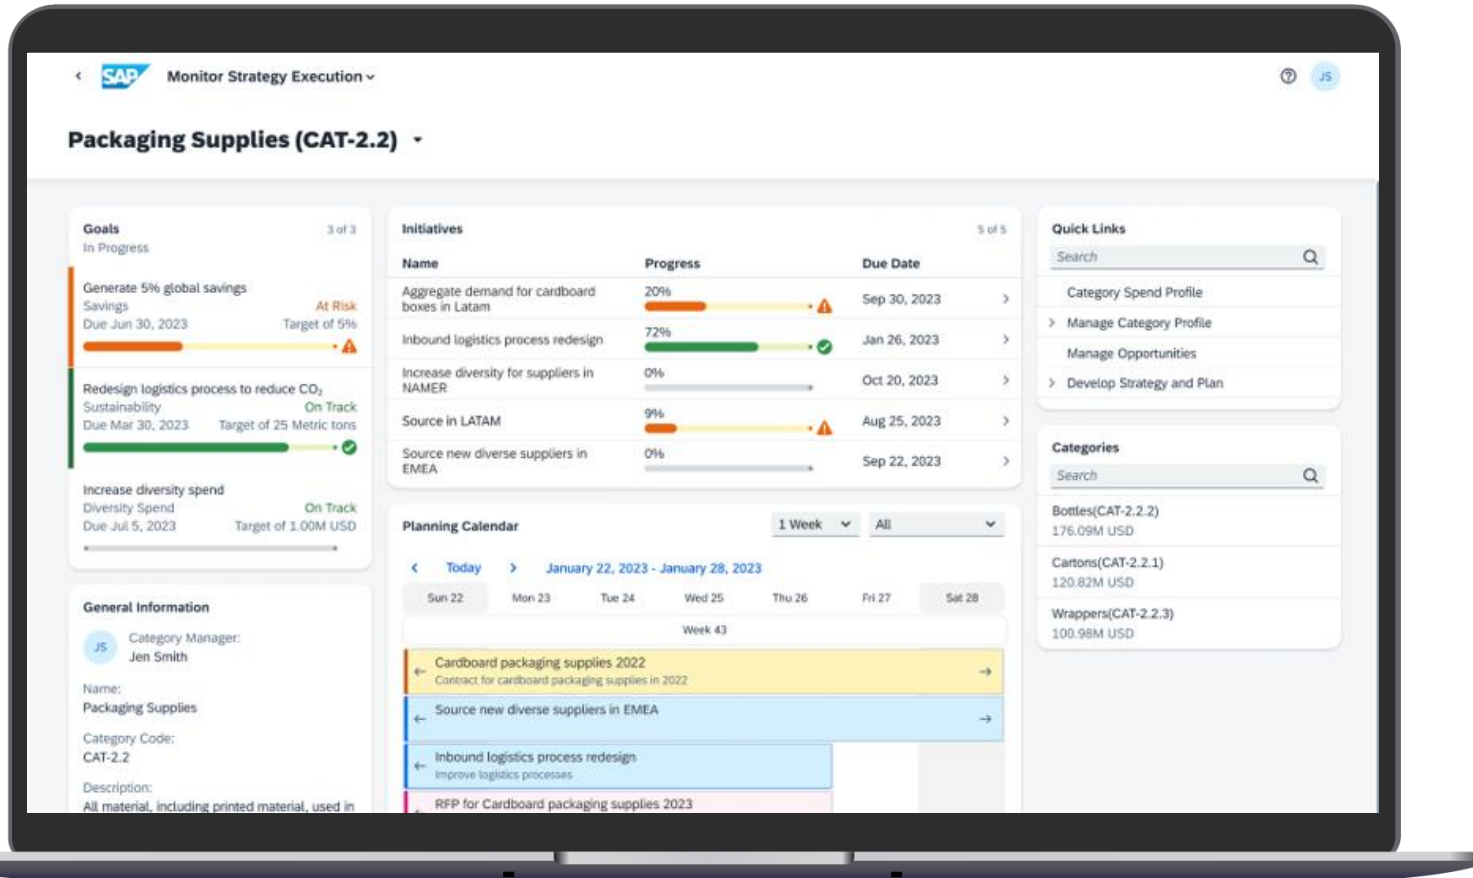 SAP Monitor Strategy Execution
JS
Packaging Supplies (CAT-2.2)
Goals 3 of 3
In Progress
Generate 5% global savings
Savings At Risk
Due Jun 30, 2023 Target of 5%
Redesign logistics process to reduce CO₂
Sustainability On Track
Due Mar 30, 2023 Target of 25 Metric tons
Increase diversity spend
Diversity Spend On Track
Due Jul 5, 2023 Target of 1.00M USD
General Information
JS
Category Manager:
Jen Smith
Name:
Packaging Supplies
Category Code:
CAT-2.2
Description:
All material, including printed material, used in
Initiatives 5 of 5
Name Progress Due Date
Aggregate demand for cardboard
boxes in Latam
20%
Sep 30, 2023
Inbound logistics process redesign
72%
Jan 26, 2023
Increase diversity for suppliers in
NAMER
0%
Oct 20, 2023
Source in LATAM
9%
Aug 25, 2023
Source new diverse suppliers in
EMEA
0%
Sep 22, 2023
Planning Calendar 1 Week All
Today January 22, 2023 - January 28, 2023
Sun 22 Mon 23 Tue 24 Wed 25 Thu 26 Fri 27 Sat 28
Week 43
Cardboard packaging supplies 2022
Contract for cardboard packaging supplies in 2022
Source new diverse suppliers in EMEA
Inbound logistics process redesign
Improve logistics processes
RFP for Cardboard packaging supplies 2023
Quick Links
Search
Category Spend Profile
Manage Category Profile
Manage Opportunities
Develop Strategy and Plan
Categories
Search
Bottles(CAT-2.2.2)
176.09M USD
Cartons(CAT-2.2.1)
120.82M USD
Wrappers(CAT-2.2.3)
100.98M USD